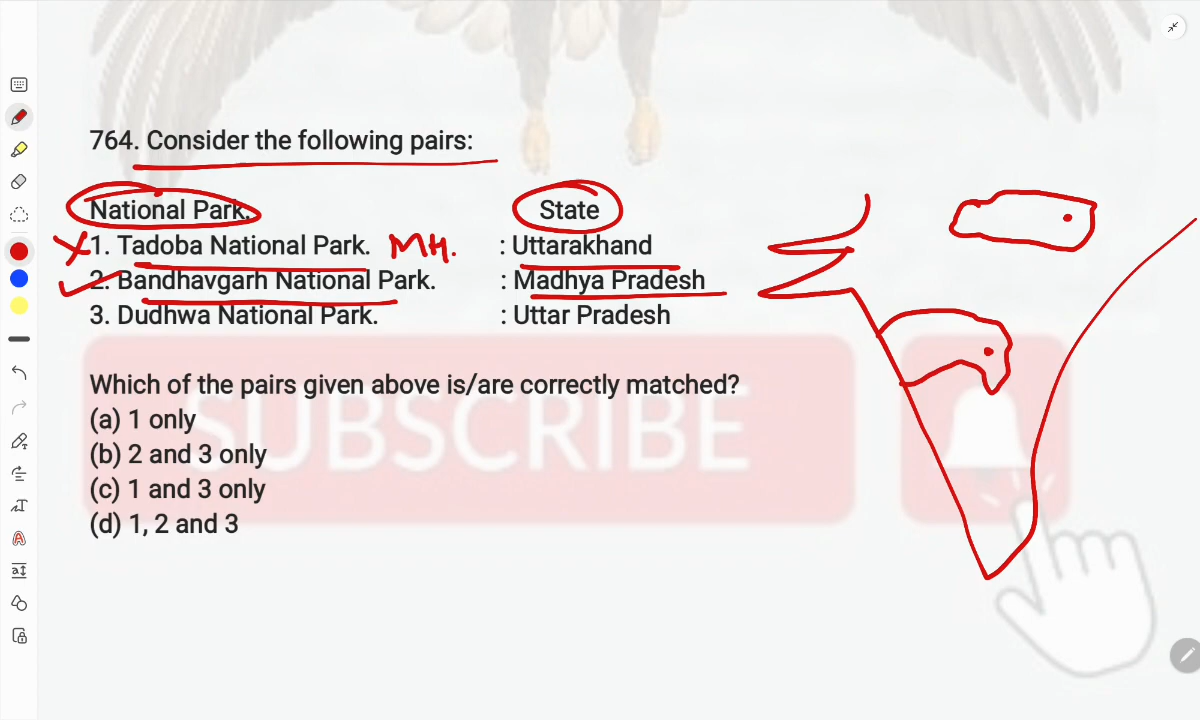 764. Consider the following pairs:
National Park. State
1. Tadoba National Park. MH. : Uttarakhand
2. Bandhavgarh National Park. : Madhya Pradesh
3. Dudhwa National Park. : Uttar Pradesh
Which of the pairs given above is/are correctly matched?
(a) 1 only
SUBSCRIBE
(b) 2 and 3 only
(c) 1 and 3 only
(d) 1, 2 and 3